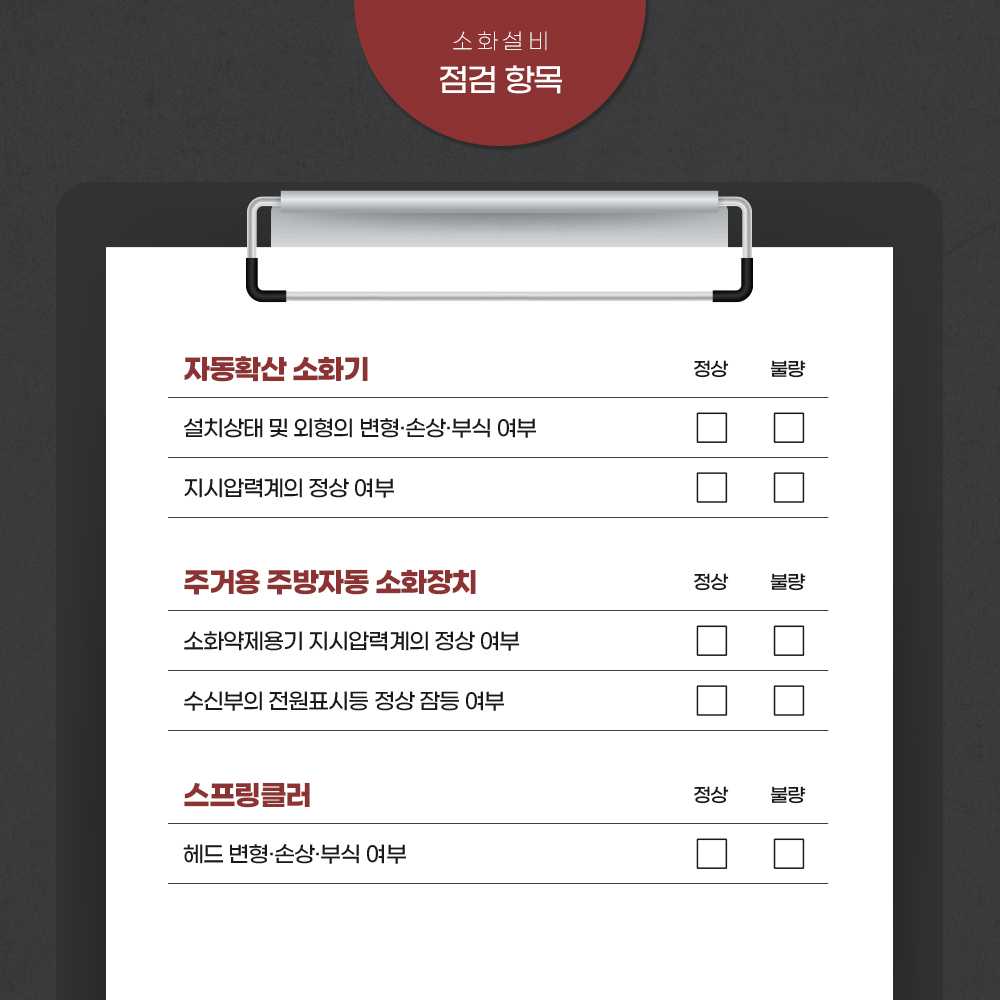 소화설비
점검 항목
자동확산 소화기 정상 불량
설치상태 및 외형의 변형·손상·부식 여부
지시압력계의 정상 여부
주거용 주방자동 소화장치 정상 불량
소화약제용기 지시압력계의 정상 여부
수신부의 전원표시등 정상 잠등 여부
스프링클러 정상 불량
헤드 변형·손상·부식 여부